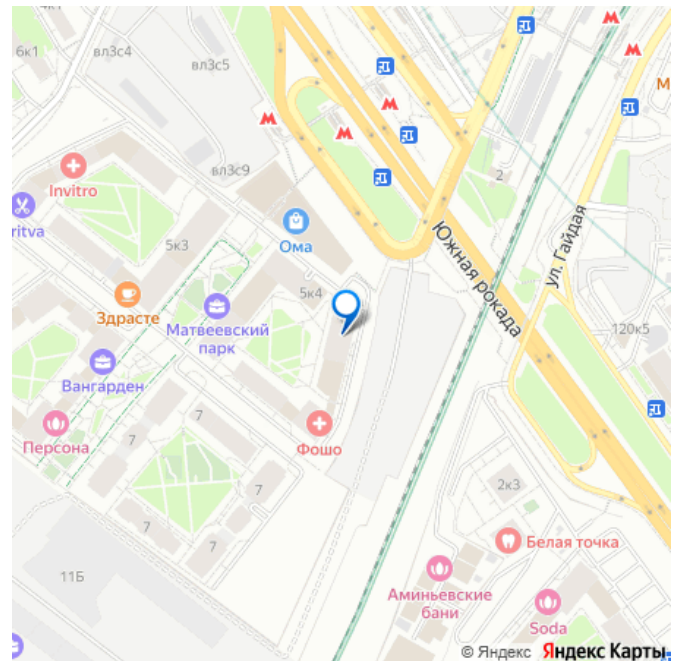 4к1
6к1
вл3с4
вл3с5
М
2
вл3с9
Invitro
ritva
Ома
5к3
Южная рокада
ул. Гайдая
5к4
Здрасте
Матвеевский
парк
120к5
Вангарден
Персона
7
Фошо
7
7
7
7
2к3
Белая точка
11Б
Аминьевские
бани
Soda
© Яндекс Яндекс Карты